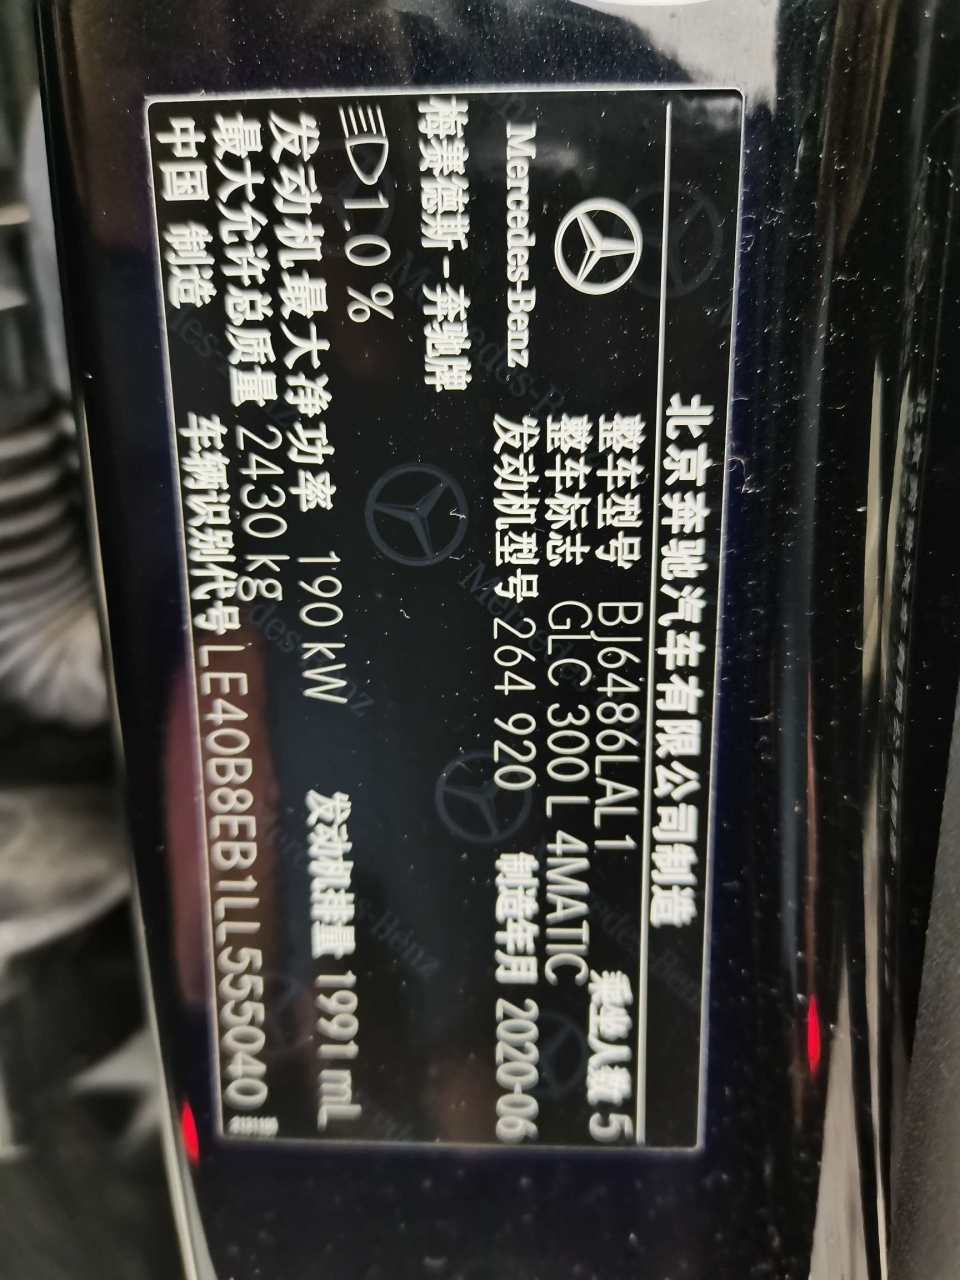 北京奔驰汽车有限公司制造
整车型号 BJ6486LAL1 乘坐人数 5
整车标志 GLC 300 L 4MATIC
Mercedes-Benz 发动机型号 264 920 制造年月 2020-06
梅赛德斯-奔驰牌
1.0 %
发动机最大净功率 190 kW 发动机排量 1991 mL
最大允许总质量 2430 kg
中国 制造 车辆识别代号 LE40B8EB1LL555040